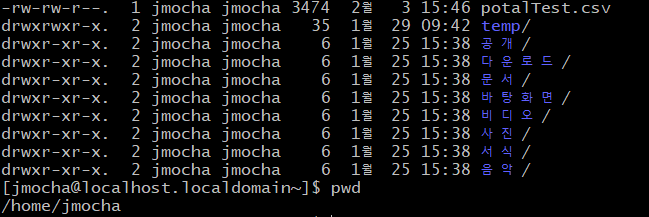 -rw-rw-r--. 1 jmocha jmocha 3474 2월 3 15:46 potalTest.csv
drwxrwxr-x. 2 jmocha jmocha 35 1월 29 09:42 temp/
drwxr-xr-x. 2 jmocha jmocha 6 1월 25 15:38 공개/
drwxr-xr-x. 2 jmocha jmocha 6 1월 25 15:38 다운로드/
drwxr-xr-x. 2 jmocha jmocha 6 1월 25 15:38 문서/
drwxr-xr-x. 2 jmocha jmocha 6 1월 25 15:38 바탕화면/
drwxr-xr-x. 2 jmocha jmocha 6 1월 25 15:38 비디오/
drwxr-xr-x. 2 jmocha jmocha 6 1월 25 15:38 사진/
drwxr-xr-x. 2 jmocha jmocha 6 1월 25 15:38 서식/
drwxr-xr-x. 2 jmocha jmocha 6 1월 25 15:38 음악/
[jmocha@localhost.localdomain~]$ pwd
/home/jmocha